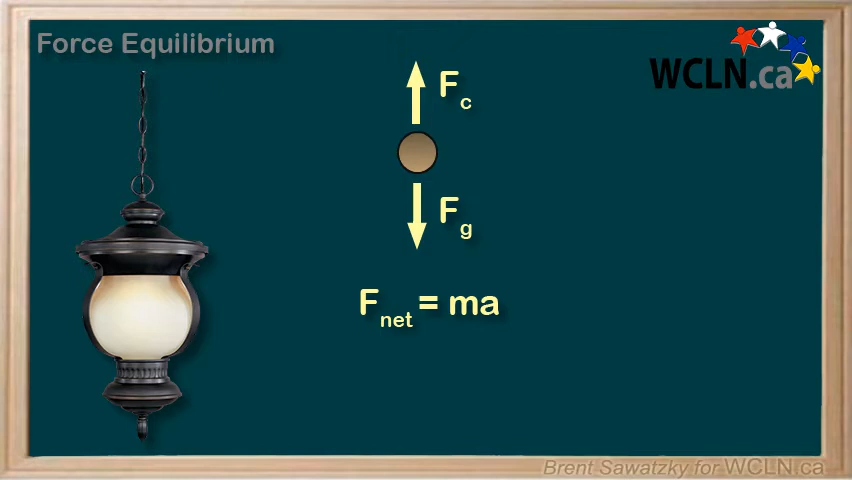 Force Equilibrium
WCLN.ca
Fc
Fg
Fnet = ma
Brent Sawatzky for WCLN.ca